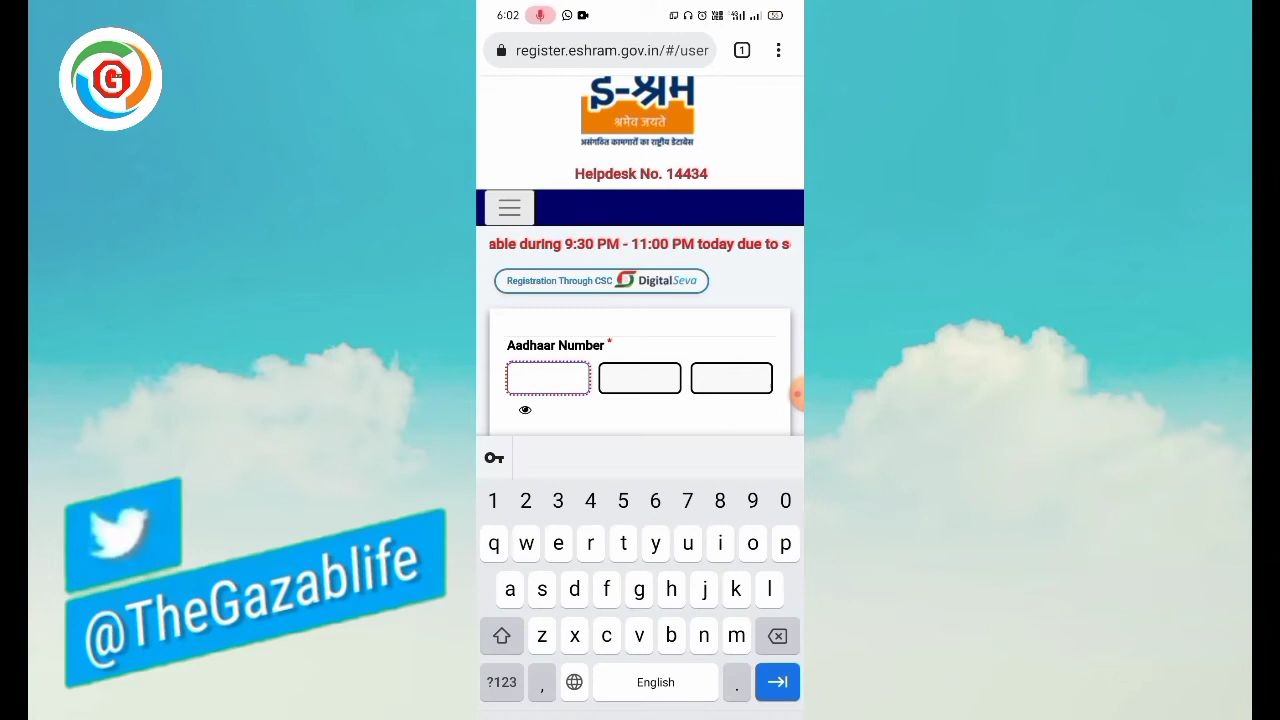 6:02
register.eshram.gov.in/#/user
1
G
इ-श्रम
श्रमेव जयते
असंगठित कामगारों का राष्ट्रीय डेटाबेस
Helpdesk No. 14434
able during 9:30 PM - 11:00 PM today due to s
Registration Through CSC DigitalSeva
Aadhaar Number *
1 2 3 4 5 6 7 8 9 0
q w e r t y u i o p
a s d f g h j k l
z x c v b n m
?123 , English .
@TheGazablife